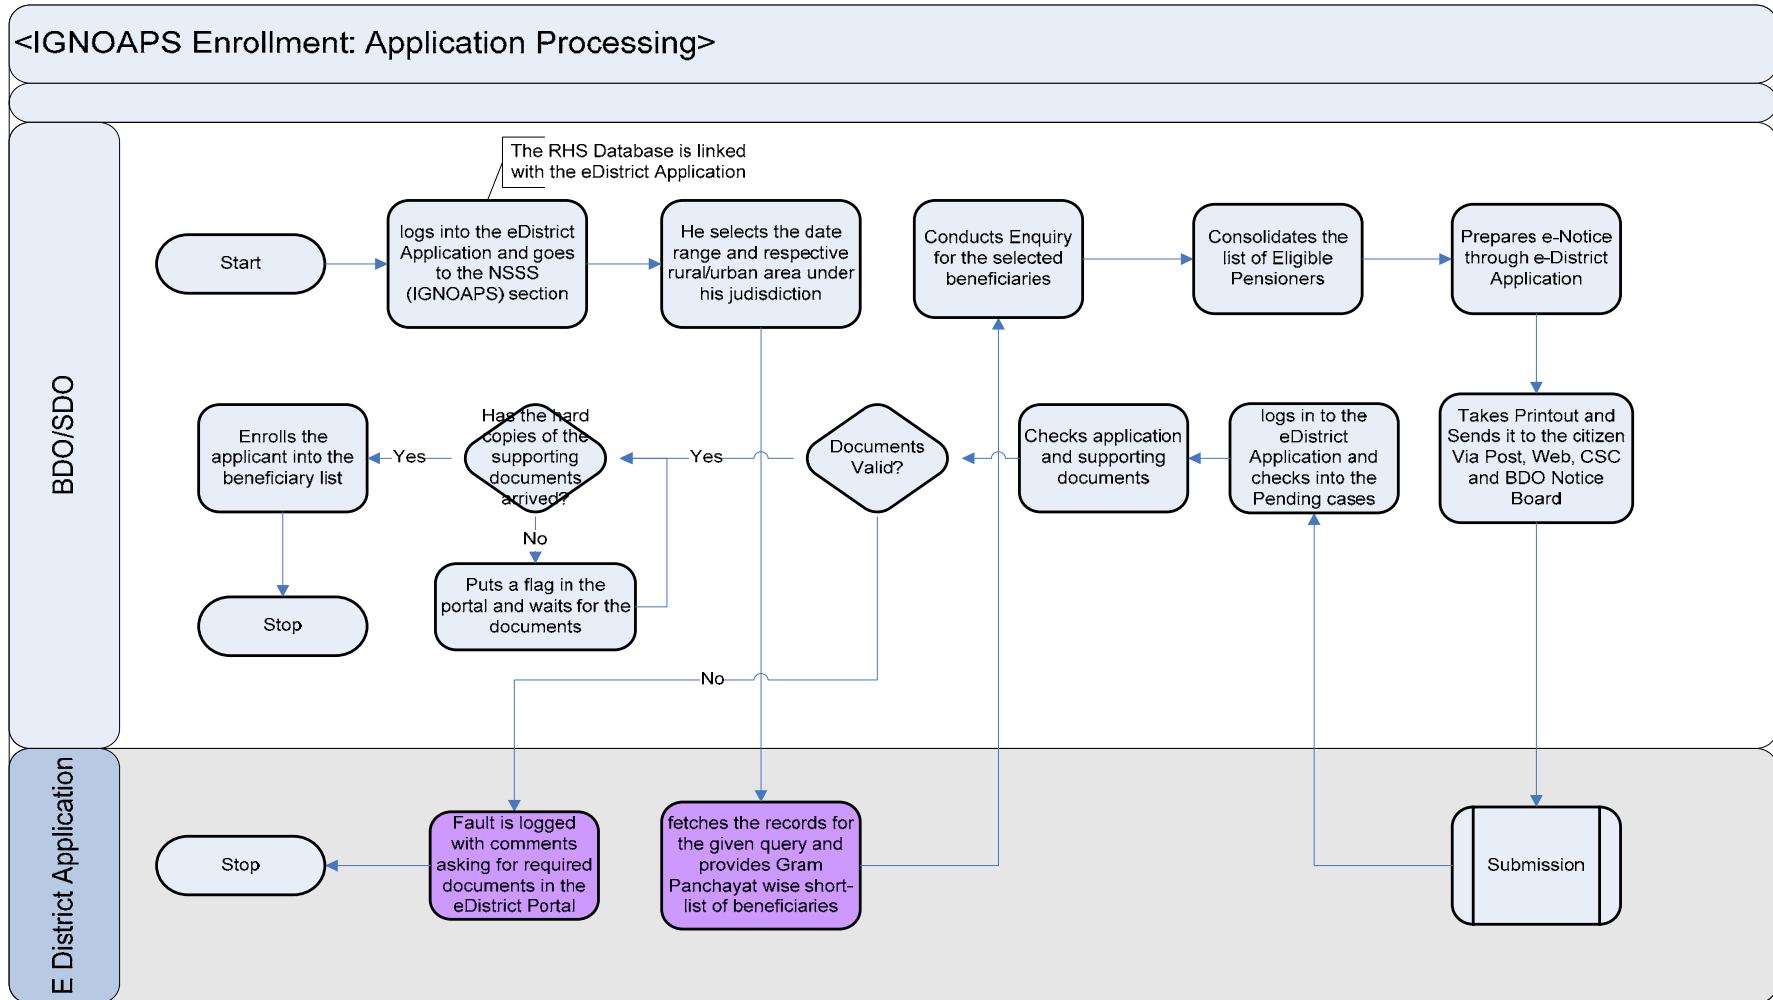 <IGNOAPS Enrollment: Application Processing>
BDO/SDO
The RHS Database is linked
with the eDistrict Application
Start
logs into the eDistrict
Application and goes
to the NSSS
(IGNOAPS) section
He selects the date
range and respective
rural/urban area under
his judisdiction
Conducts Enquiry
for the selected
beneficiaries
Consolidates the
list of Eligible
Pensioners
Prepares e-Notice
through e-District
Application
Enrolls the
applicant into the
beneficiary list
Yes
Has the hard
copies of the
supporting
documents
arrived?
Yes
Documents
Valid?
Checks application
and supporting
documents
logs in to the
eDistrict
Application and
checks into the
Pending cases
Takes Printout and
Sends it to the citizen
Via Post, Web, CSC
and BDO Notice
Board
No
Puts a flag in the
portal and waits for the
documents
Stop
No
E District Application
Stop
Fault is logged
with comments
asking for required
documents in the
eDistrict Portal
fetches the records for
the given query and
provides Gram
Panchayat wise short-
list of beneficiaries
Submission